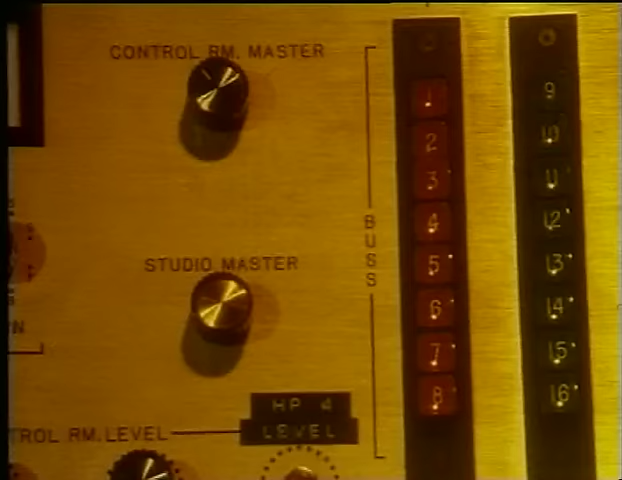 CONTROL RM. MASTER
STUDIO MASTER
BUSS
1
2
3
4
5
6
7
8
9
10
11
12
13
14
15
16
HP 4
LEVEL
TROL RM. LEVEL